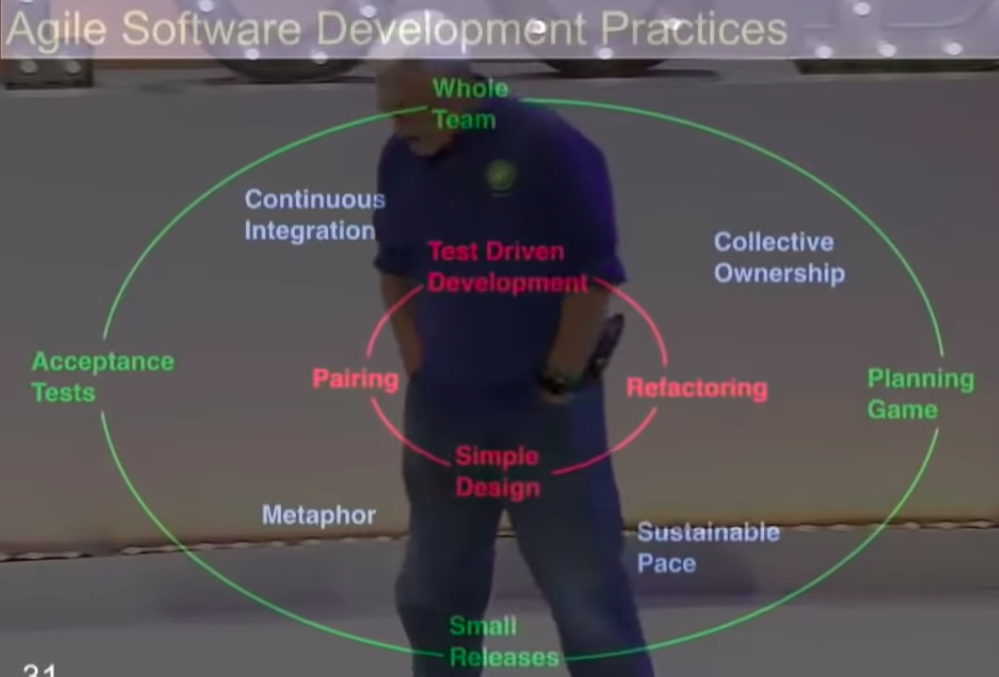 Agile Software Development Practices
Whole
Team
Continuous
Integration
Collective
Ownership
Test Driven
Development
Acceptance
Tests
Pairing
Refactoring
Planning
Game
Simple
Design
Metaphor
Sustainable
Pace
Small
Releases
31